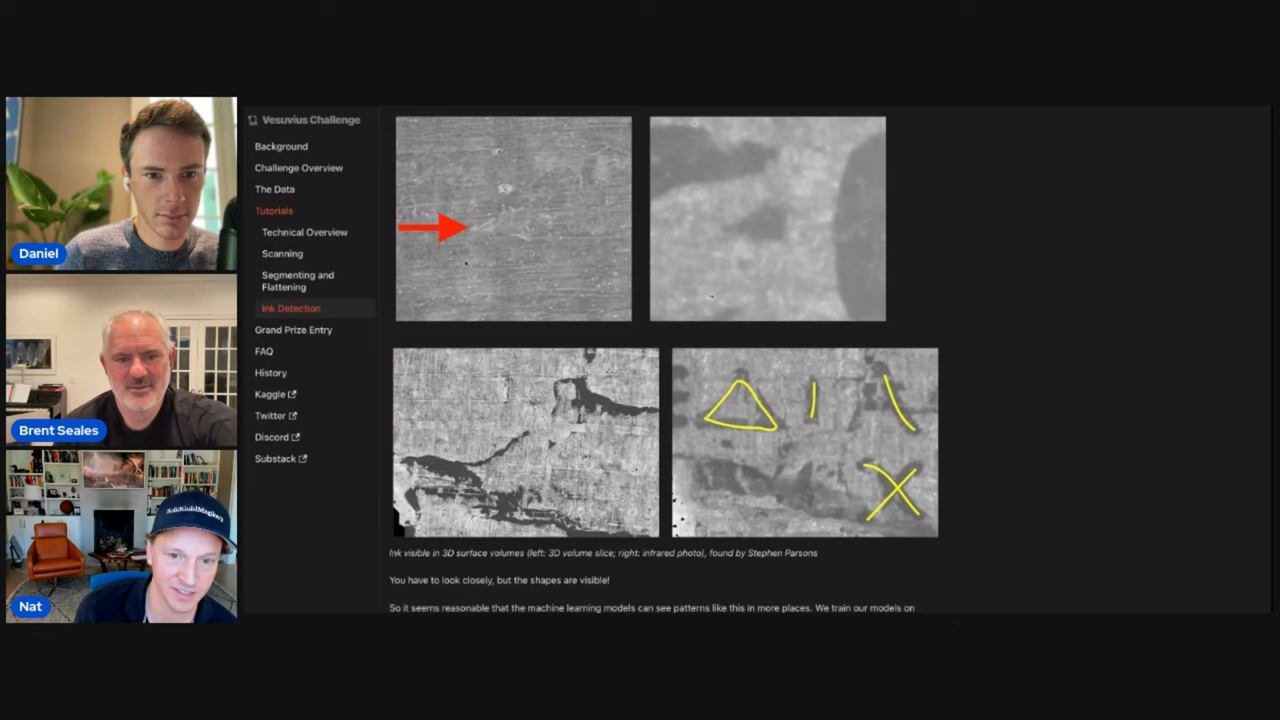 Daniel
Brent Seales
SolidGoldMagikarp
Nat
Vesuvius Challenge
Background
Challenge Overview
The Data
Tutorials
Technical Overview
Scanning
Segmenting and
Flattening
Ink Detection
Grand Prize Entry
FAQ
History
Kaggle
Twitter
Discord
Substack
Ink visible in 3D surface volumes (left: 3D volume slice; right: infrared photo), found by Stephen Parsons
You have to look closely, but the shapes are visible!
So it seems reasonable that the machine learning models can see patterns like this in more places. We train our models on